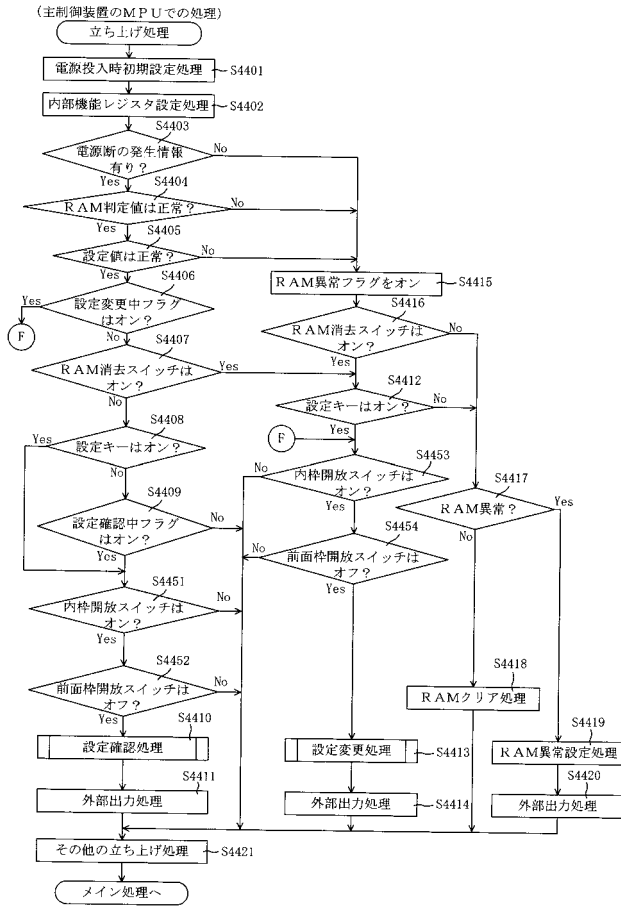 (主制御装置のMPUでの処理)
立ち上げ処理
電源投入時初期設定処理
S4401
内部機能レジスタ設定処理
S4402
S4403
電源断の発生情報
有り?
No
Yes
S4404
RAM判定値は正常?
No
Yes
S4405
設定値は正常?
No
Yes
S4406
設定変更中フラグ
はオン?
Yes
F
No
S4407
RAM消去スイッチは
オン?
Yes
No
S4408
設定キーはオン?
Yes
No
S4409
設定確認中フラグ
はオン?
No
Yes
S4451
内枠開放スイッチは
オン?
No
Yes
S4452
前面枠開放スイッチは
オフ?
No
Yes
S4410
設定確認処理
S4411
外部出力処理
RAM異常フラグをオン
S4415
S4416
RAM消去スイッチは
オン?
No
Yes
S4412
設定キーはオン?
No
Yes
F
S4453
内枠開放スイッチは
オン?
No
Yes
S4454
前面枠開放スイッチは
オフ?
No
Yes
設定変更処理
S4413
外部出力処理
S4414
S4417
RAM異常?
Yes
No
S4418
RAMクリア処理
S4419
RAM異常設定処理
S4420
外部出力処理
その他の立ち上げ処理
S4421
メイン処理へ